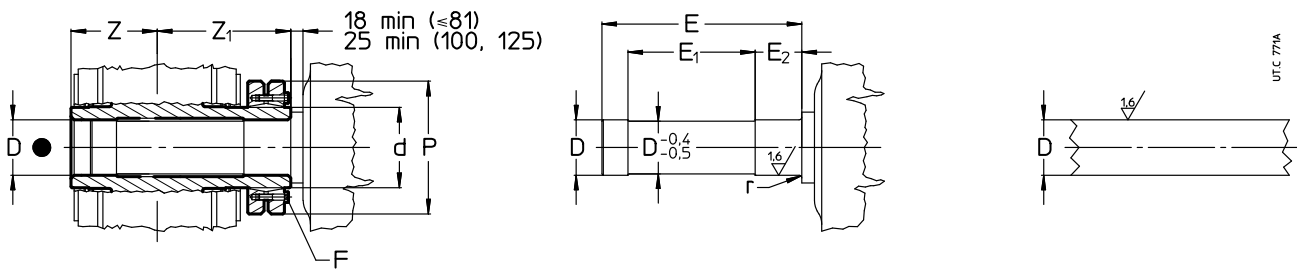 Z
Z1
18 min (≤81)
25 min (100, 125)
D
d
P
F
E
E1
E2
D
D -0,4
-0,5
1,6
r
1,6
D
UT.C 771A